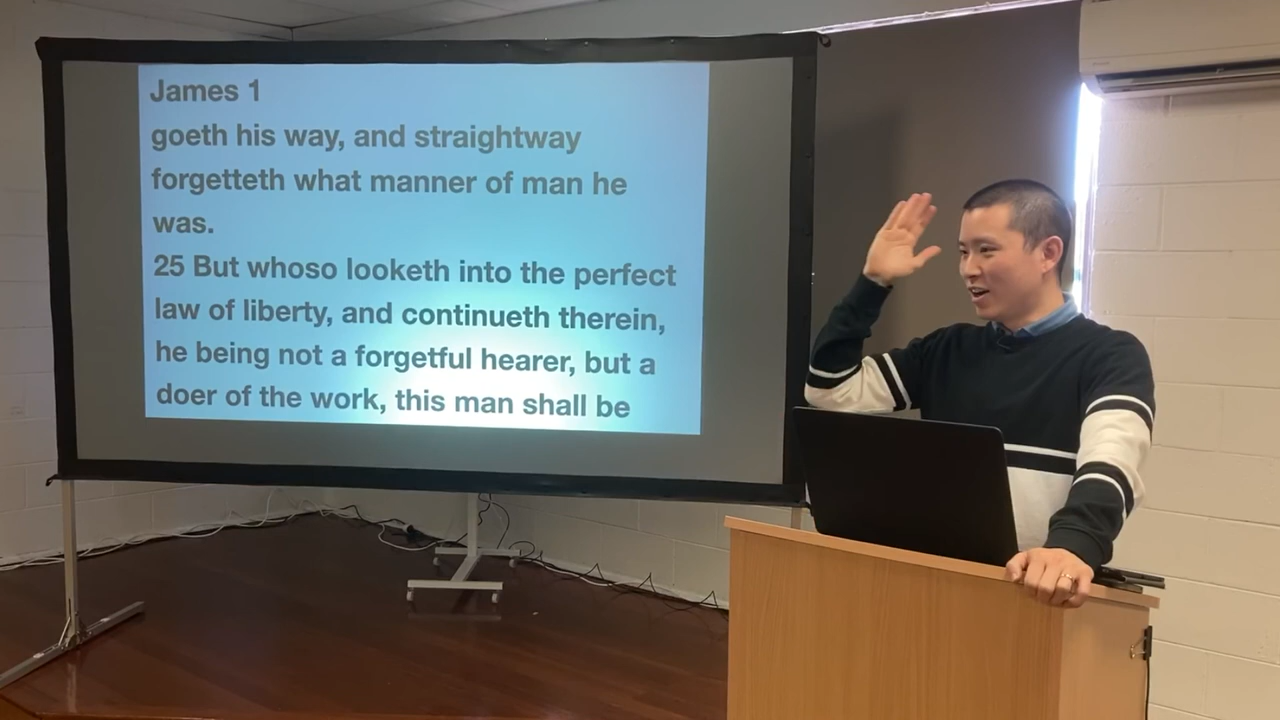 James 1
goeth his way, and straightway
forgetteth what manner of man he
was.
25 But whoso looketh into the perfect
law of liberty, and continueth therein,
he being not a forgetful hearer, but a
doer of the work, this man shall be